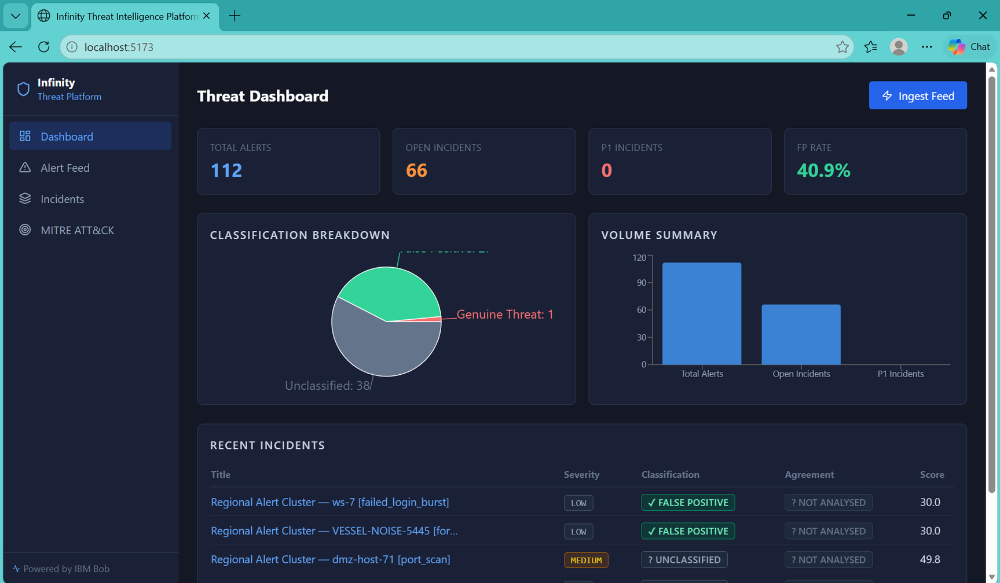 Infinity Threat Intelligence Platform
localhost:5173
Chat
Infinity
Threat Platform
Dashboard
Alert Feed
Incidents
MITRE ATT&CK
Powered by IBM Bob
Threat Dashboard
Ingest Feed
TOTAL ALERTS
112
OPEN INCIDENTS
66
P1 INCIDENTS
0
FP RATE
40.9%
CLASSIFICATION BREAKDOWN
Genuine Threat: 1
Unclassified: 38
VOLUME SUMMARY
120
90
60
30
0
Total Alerts Open Incidents P1 Incidents
RECENT INCIDENTS
Title Severity Classification Agreement Score
Regional Alert Cluster — ws-7 [failed_login_burst] LOW ✓ FALSE POSITIVE ? NOT ANALYSED 30.0
Regional Alert Cluster — VESSEL-NOISE-5445 [for... LOW ✓ FALSE POSITIVE ? NOT ANALYSED 30.0
Regional Alert Cluster — dmz-host-71 [port_scan] MEDIUM ? UNCLASSIFIED ? NOT ANALYSED 49.8